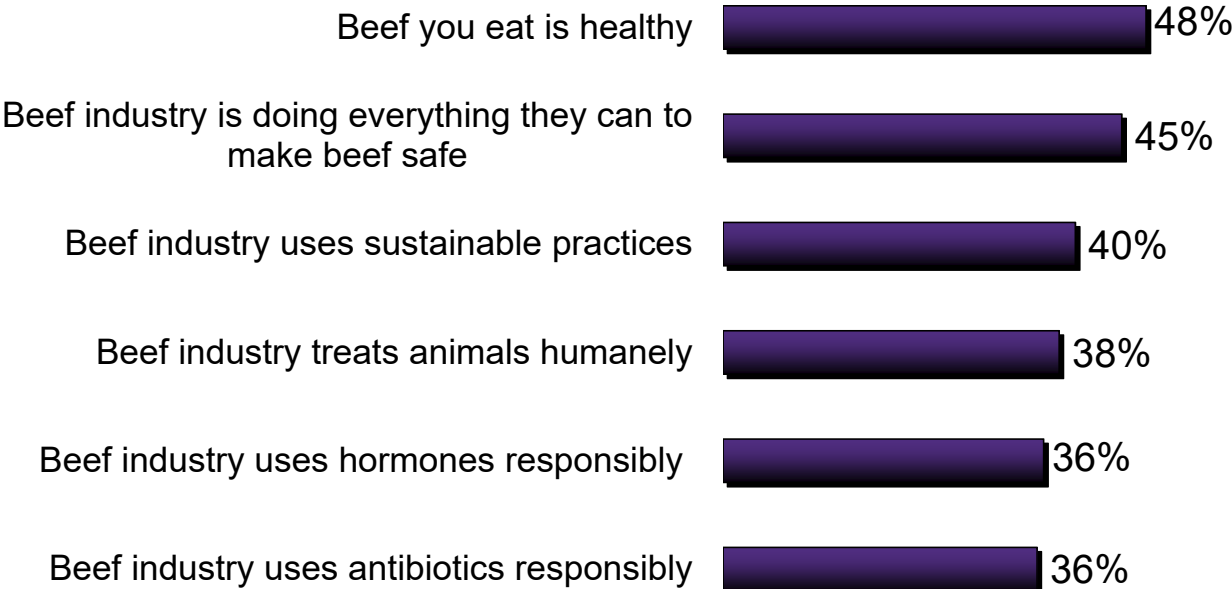 Beef you eat is healthy 48%
Beef industry is doing everything they can to
make beef safe 45%
Beef industry uses sustainable practices 40%
Beef industry treats animals humanely 38%
Beef industry uses hormones responsibly 36%
Beef industry uses antibiotics responsibly 36%